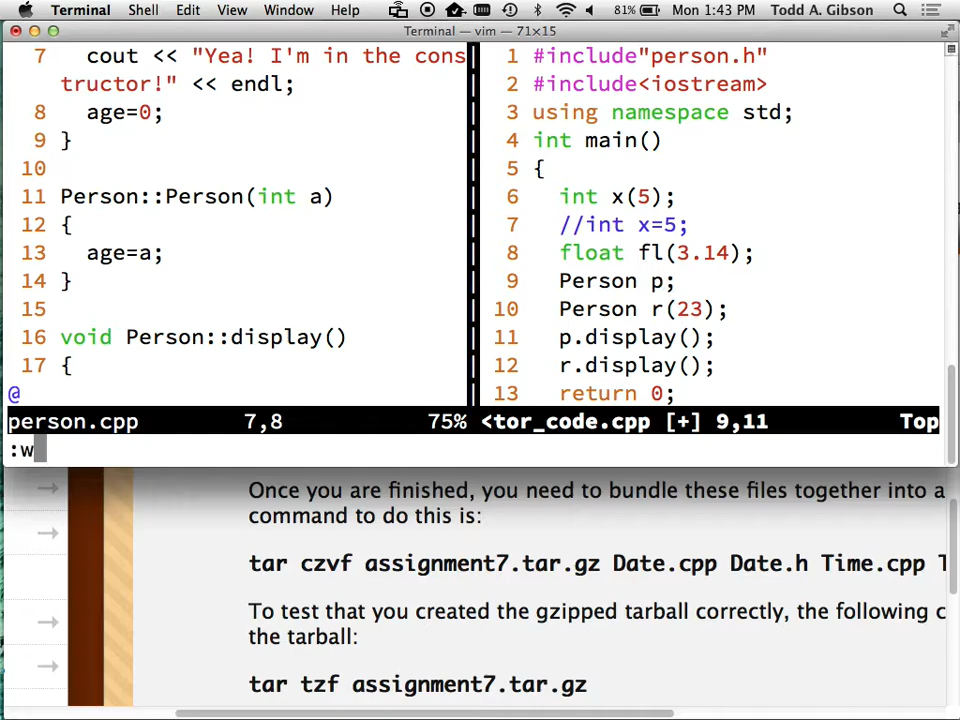 Terminal Shell Edit View Window Help 81% Mon 1:43 PM Todd A. Gibson
Terminal — vim — 71×15
7 cout << "Yea! I'm in the cons
tructor!" << endl;
8 age=0;
9 }
10
11 Person::Person(int a)
12 {
13 age=a;
14 }
15
16 void Person::display()
17 {
@
person.cpp 7,8 75%
1 #include"person.h"
2 #include<iostream>
3 using namespace std;
4 int main()
5 {
6 int x(5);
7 //int x=5;
8 float fl(3.14);
9 Person p;
10 Person r(23);
11 p.display();
12 r.display();
13 return 0;
<tor_code.cpp [+] 9,11 Top
:w
Once you are finished, you need to bundle these files together into a
command to do this is:
tar czvf assignment7.tar.gz Date.cpp Date.h Time.cpp T
To test that you created the gzipped tarball correctly, the following c
the tarball:
tar tzf assignment7.tar.gz